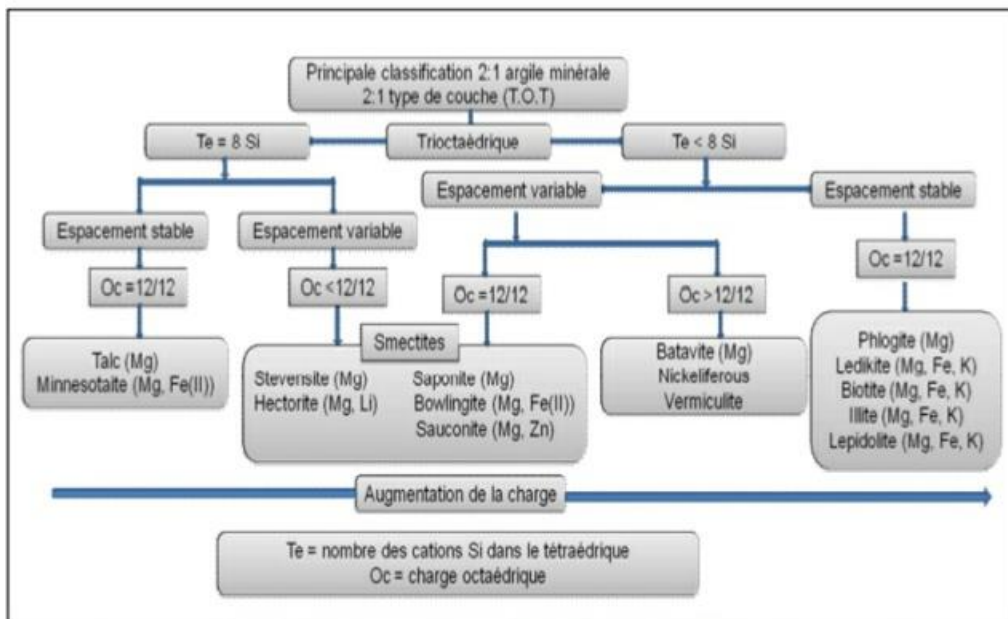 Principale classification 2:1 argile minérale
2:1 type de couche (T.O.T)
Te = 8 Si
Trioctaédrique
Te < 8 Si
Espacement variable
Espacement stable
Espacement stable
Espacement variable
Oc =12/12
Oc =12/12
Oc <12/12
Oc =12/12
Oc >12/12
Smectites
Talc (Mg)
Minnesotaite (Mg, Fe(II))
Stevensite (Mg)
Hectorite (Mg, Li)
Saponite (Mg)
Bowlingite (Mg, Fe(II))
Sauconite (Mg, Zn)
Batavite (Mg)
Nickeliferous
Vermiculite
Phlogite (Mg)
Ledikite (Mg, Fe, K)
Biotite (Mg, Fe, K)
Illite (Mg, Fe, K)
Lepidolite (Mg, Fe, K)
Augmentation de la charge
Te = nombre des cations Si dans le tétraédrique
Oc = charge octaédrique